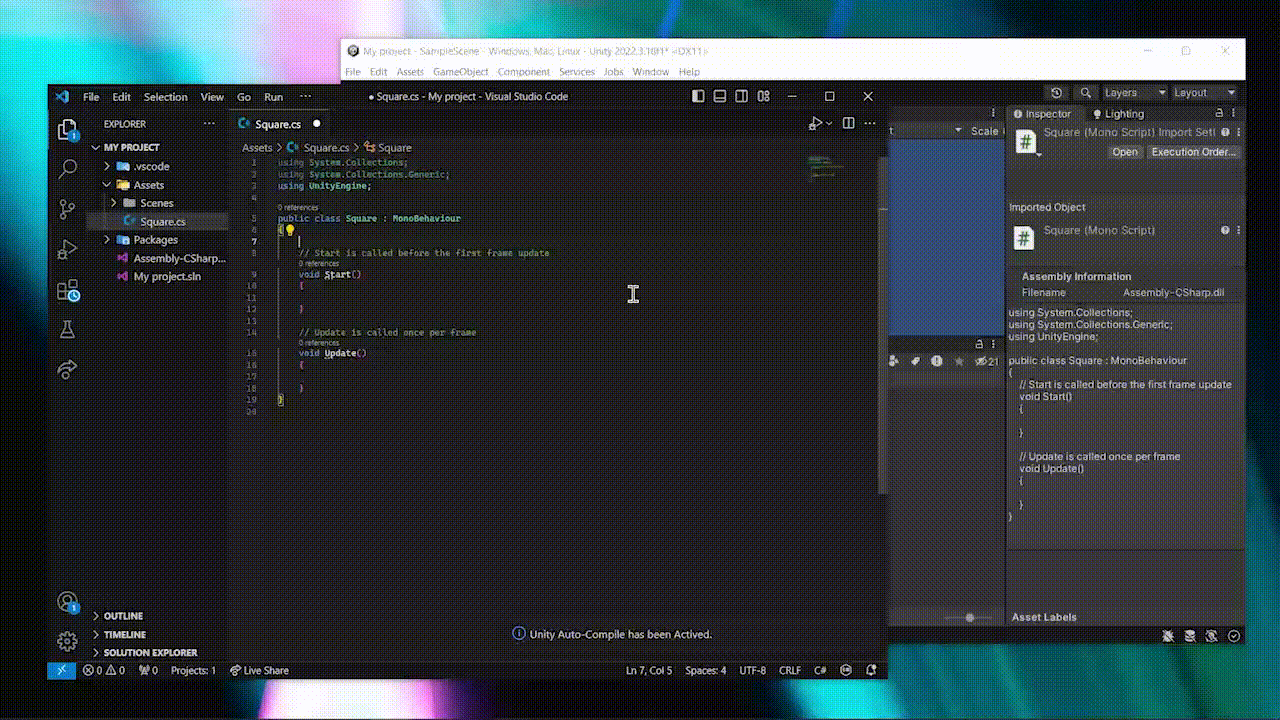 My project - SampleScene - Windows, Mac, Linux - Unity 2022.3.18f1* <DX11>
File Edit Assets GameObject Component Services Jobs Window Help
Layers Layout
File Edit Selection View Go Run ···
● Square.cs - My project - Visual Studio Code
EXPLORER ···
MY PROJECT
.vscode
Assets
Scenes
Square.cs
Packages
Assembly-CSharp...
My project.sln
OUTLINE
TIMELINE
SOLUTION EXPLORER
Square.cs ●
Assets > Square.cs > Square
1 using System.Collections;
2 using System.Collections.Generic;
3 using UnityEngine;
4
0 references
5 public class Square : MonoBehaviour
6 {
7
8 // Start is called before the first frame update
0 references
9 void Start()
10 {
11
12 }
13
14 // Update is called once per frame
0 references
15 void Update()
16 {
17
18 }
19 }
20
Unity Auto-Compile has been Actived.
0 0 0 Projects: 1 Live Share
Ln 7, Col 5 Spaces: 4 UTF-8 CRLF C#
t Scale
21
Inspector Lighting
Square (Mono Script) Import Setti
Open Execution Order...
Imported Object
Square (Mono Script)
Assembly Information
Filename Assembly-CSharp.dll
using System.Collections;
using System.Collections.Generic;
using UnityEngine;
public class Square : MonoBehaviour
{
// Start is called before the first frame update
void Start()
{
}
// Update is called once per frame
void Update()
{
}
}
Asset Labels